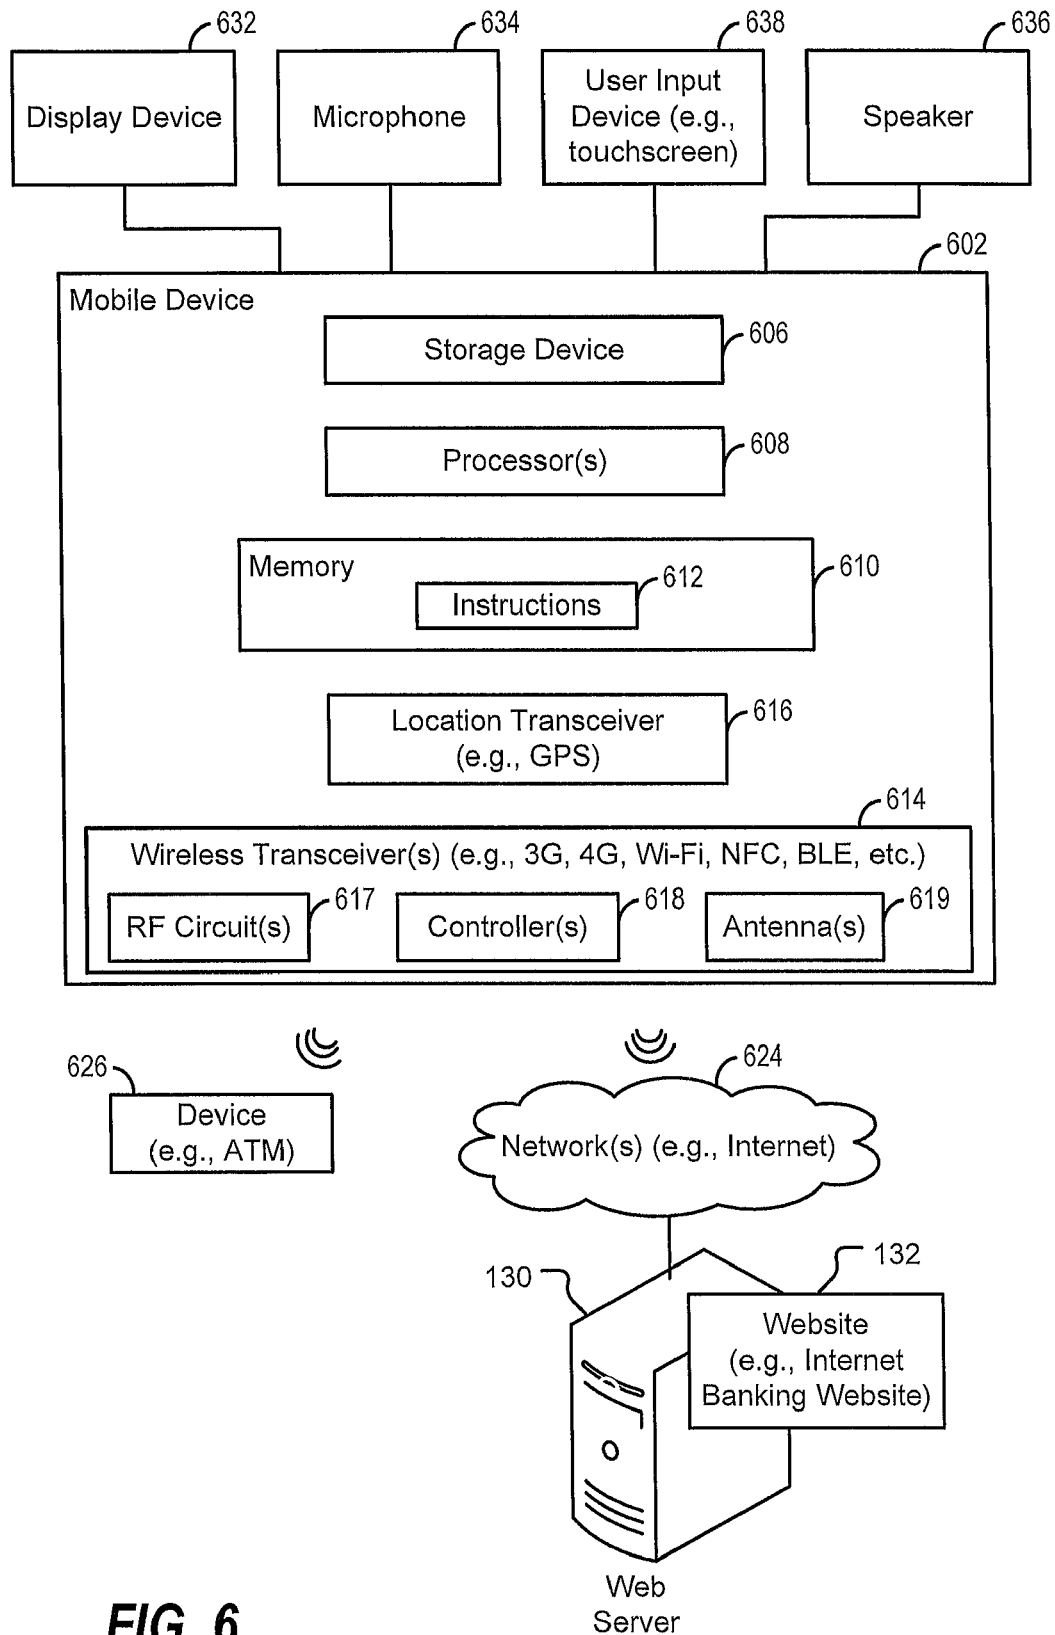 632
634
638
636
Display Device
Microphone
User Input
Device (e.g.,
touchscreen)
Speaker
602
Mobile Device
Storage Device
606
Processor(s)
608
Memory
610
Instructions
612
Location Transceiver
(e.g., GPS)
616
614
Wireless Transceiver(s) (e.g., 3G, 4G, Wi-Fi, NFC, BLE, etc.)
RF Circuit(s)
617
Controller(s)
618
Antenna(s)
619
626
Device
(e.g., ATM)
624
Network(s) (e.g., Internet)
130
132
Website
(e.g., Internet
Banking Website)
Web
Server
FIG. 6